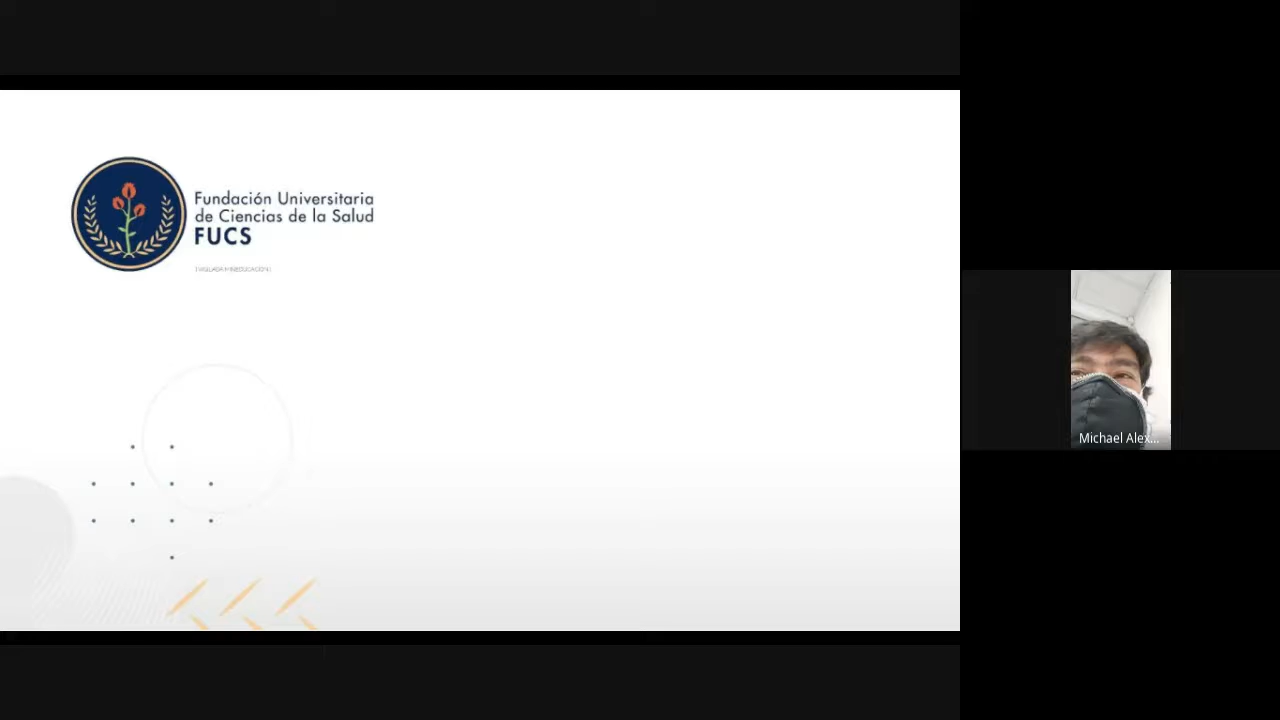 Fundación Universitaria
de Ciencias de la Salud
FUCS
Michael Alex...